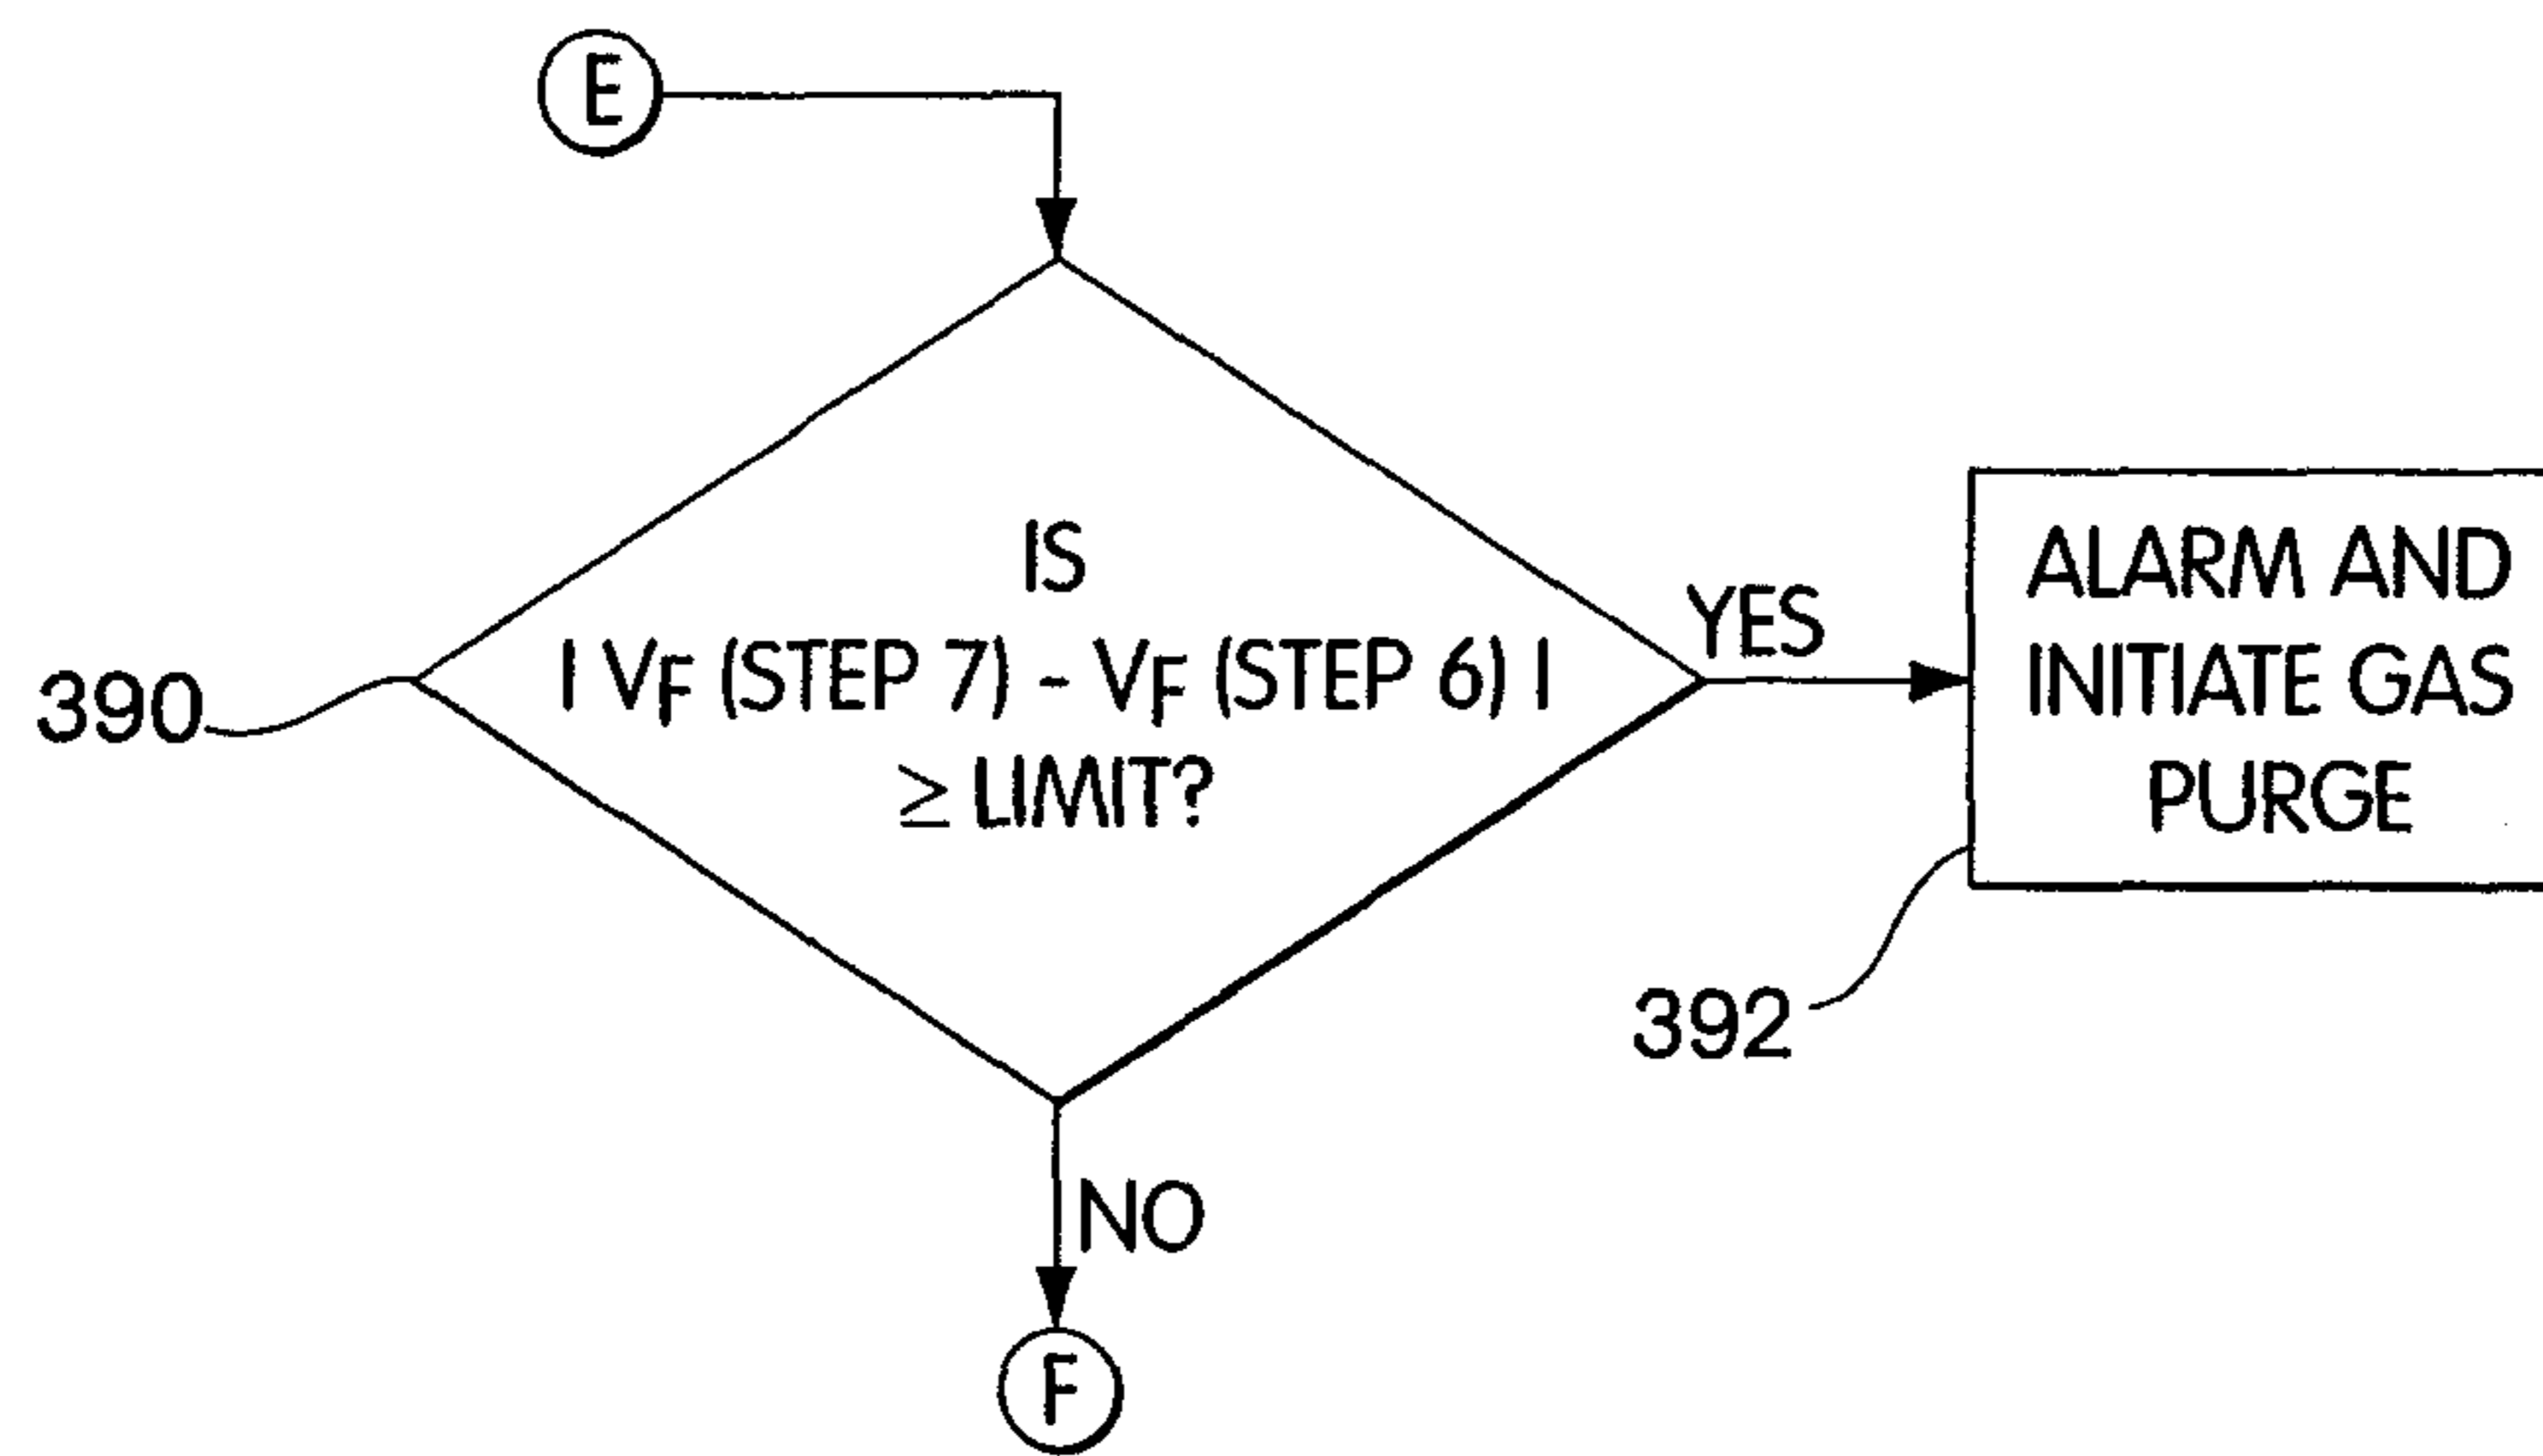 E
IS
| VF (STEP 7) - VF (STEP 6) |
≥ LIMIT?
YES
ALARM AND
INITIATE GAS
PURGE
390
392
NO
F